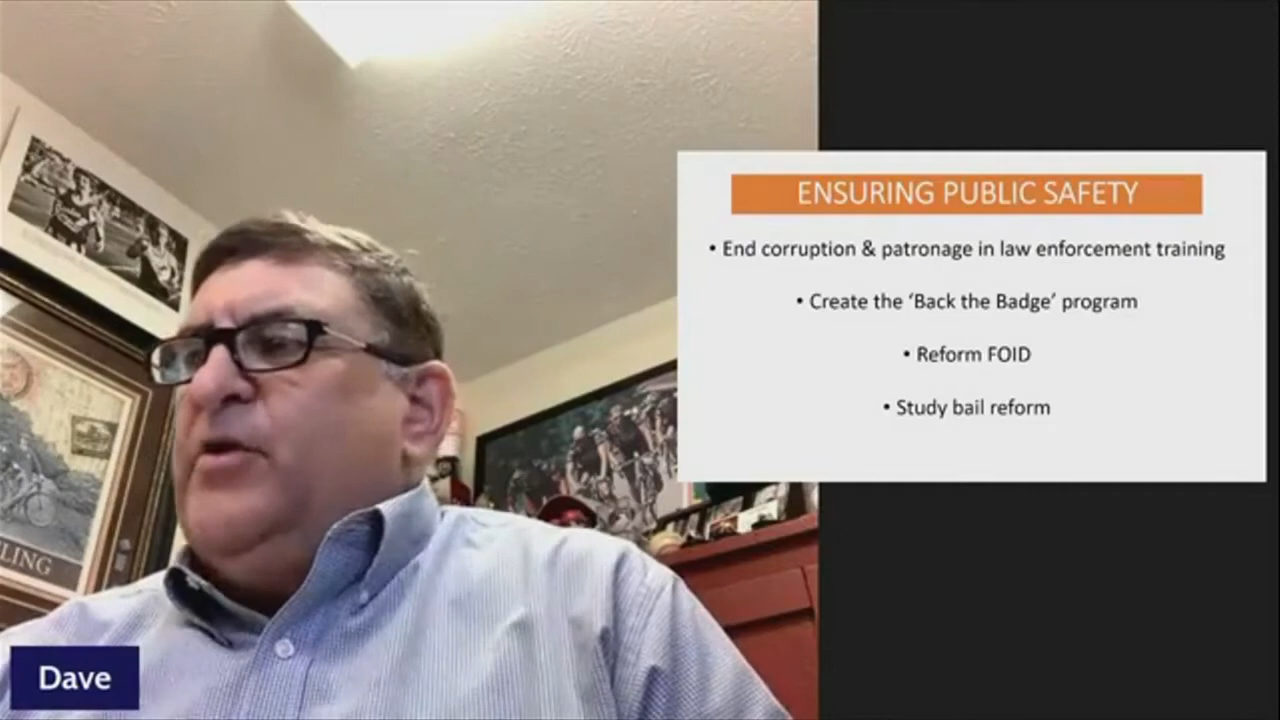 ENSURING PUBLIC SAFETY
• End corruption & patronage in law enforcement training
• Create the ‘Back the Badge’ program
• Reform FOID
• Study bail reform
LING
Dave